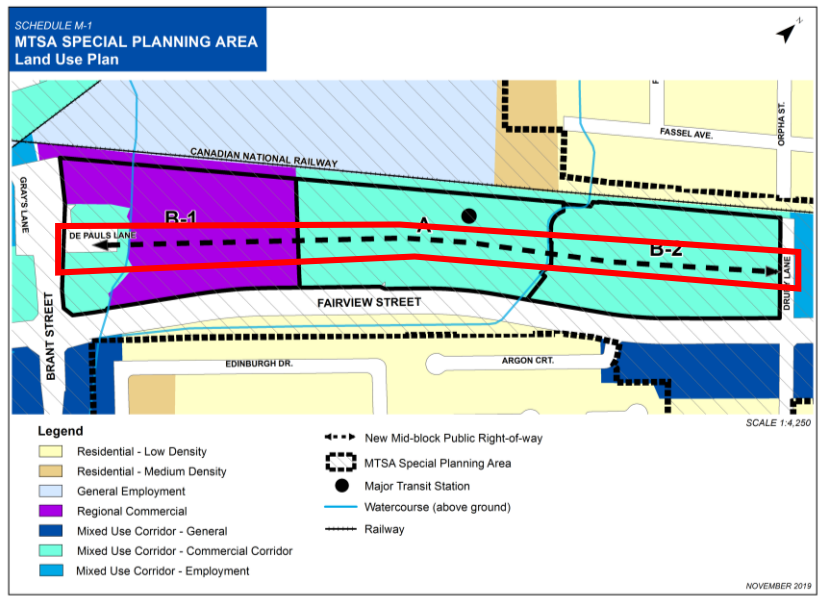 SCHEDULE M-1
MTSA SPECIAL PLANNING AREA
Land Use Plan
N
CANADIAN NATIONAL RAILWAY
FASSEL AVE.
ORPHA ST.
F
GRAYS LANE
B-1
A
B-2
DE PAULS LANE
DRURY LANE
FAIRVIEW STREET
BRANT STREET
EDINBURGH DR.
ARGON CRT.
SCALE 1:4,250
Legend
Residential - Low Density
Residential - Medium Density
General Employment
Regional Commercial
Mixed Use Corridor - General
Mixed Use Corridor - Commercial Corridor
Mixed Use Corridor - Employment
New Mid-block Public Right-of-way
MTSA Special Planning Area
Major Transit Station
Watercourse (above ground)
Railway
NOVEMBER 2019